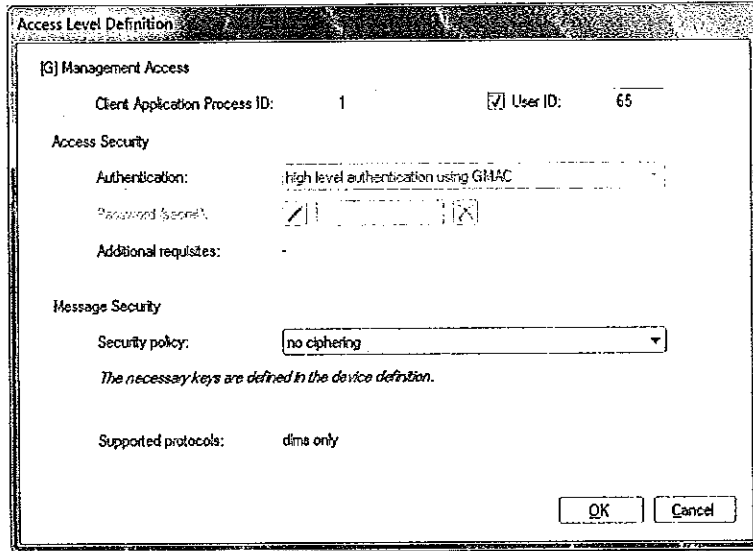 Access Level Definition
[G] Management Access
Client Application Process ID: 1 User ID: 65
Access Security
Authentication: high level authentication using GMAC
Password (secret):
Additional requisites: -
Message Security
Security policy: no ciphering
The necessary keys are defined in the device definition.
Supported protocols: dlms only
OK Cancel